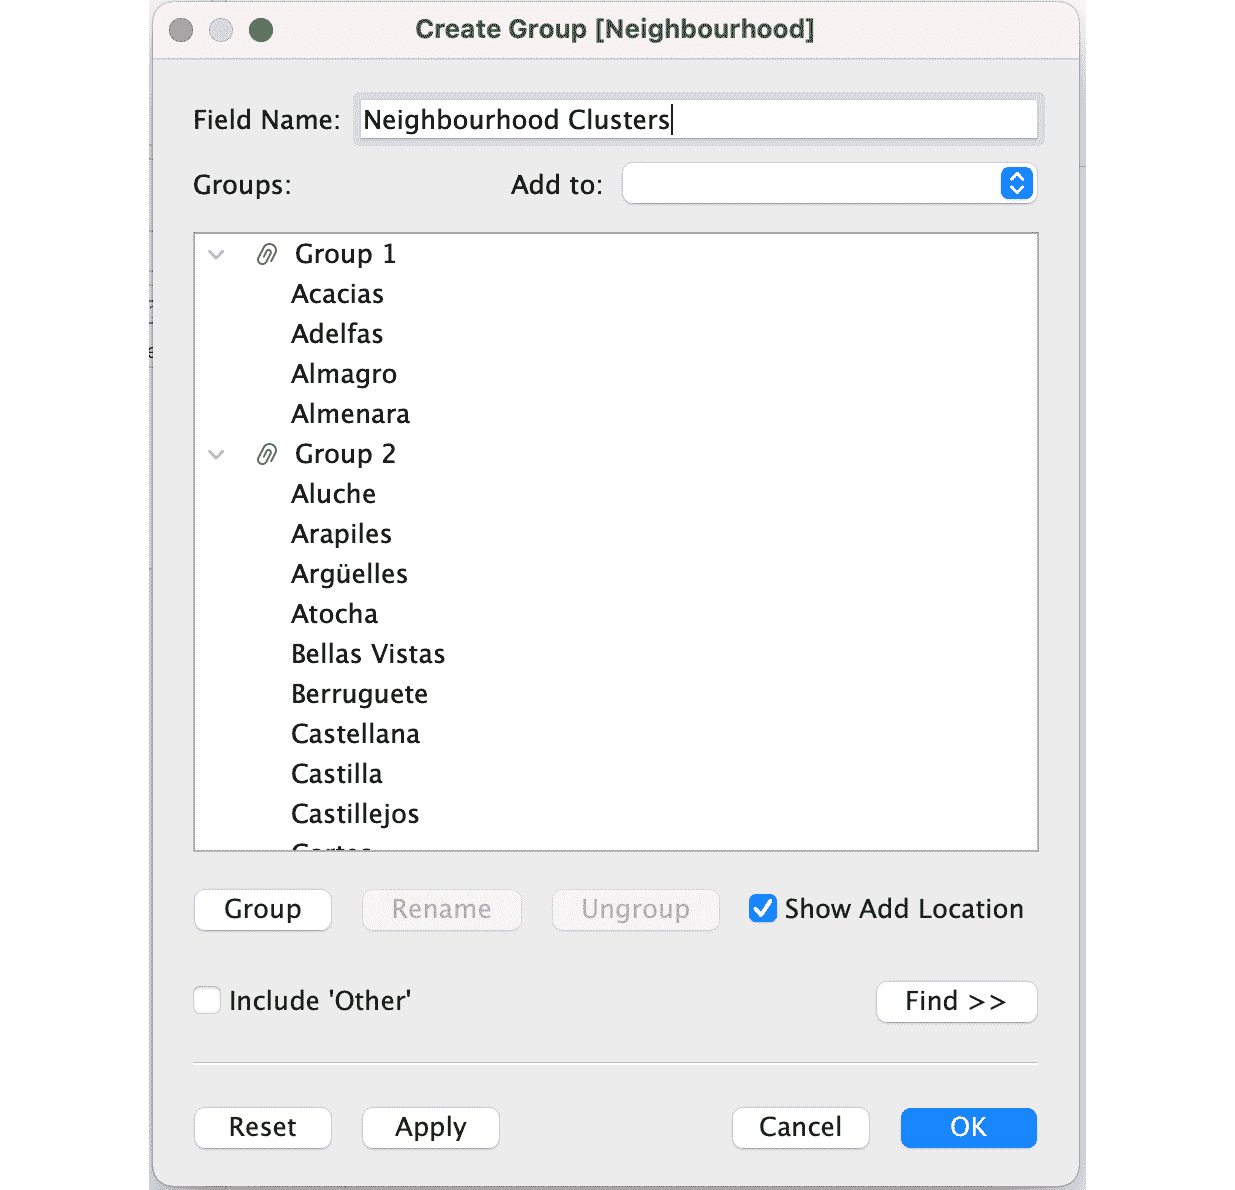 Create Group [Neighbourhood]
Field Name: Neighbourhood Clusters
Groups: Add to:
Group 1
Acacias
Adelfas
Almagro
Almenara
Group 2
Aluche
Arapiles
Argüelles
Atocha
Bellas Vistas
Berruguete
Castellana
Castilla
Castillejos
Group Rename Ungroup Show Add Location
Include 'Other' Find >>
Reset Apply Cancel OK